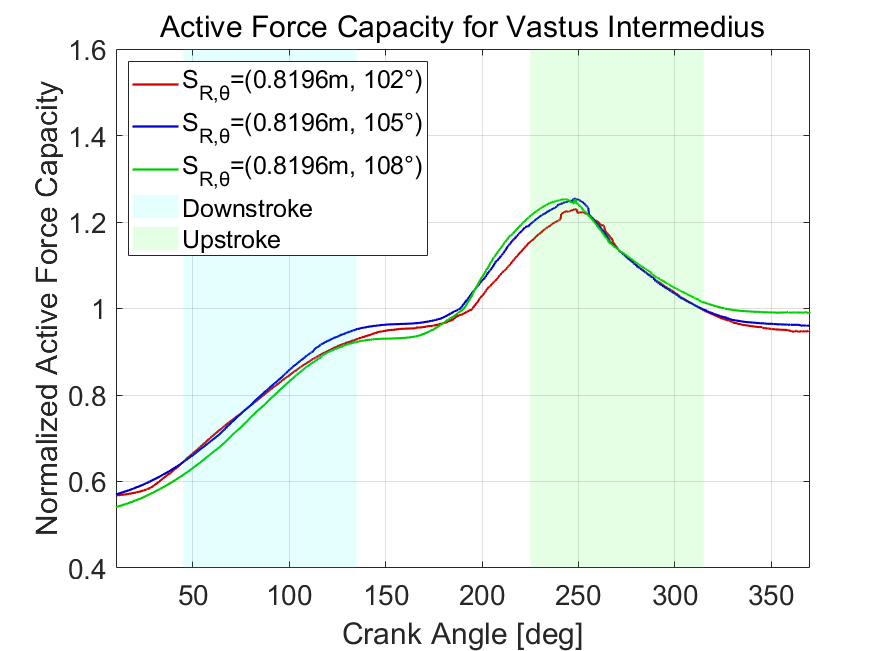 Active Force Capacity for Vastus Intermedius
Normalized Active Force Capacity
1.6
1.4
1.2
1
0.8
0.6
0.4
S_R,θ=(0.8196m, 102°)
S_R,θ=(0.8196m, 105°)
S_R,θ=(0.8196m, 108°)
Downstroke
Upstroke
50 100 150 200 250 300 350
Crank Angle [deg]